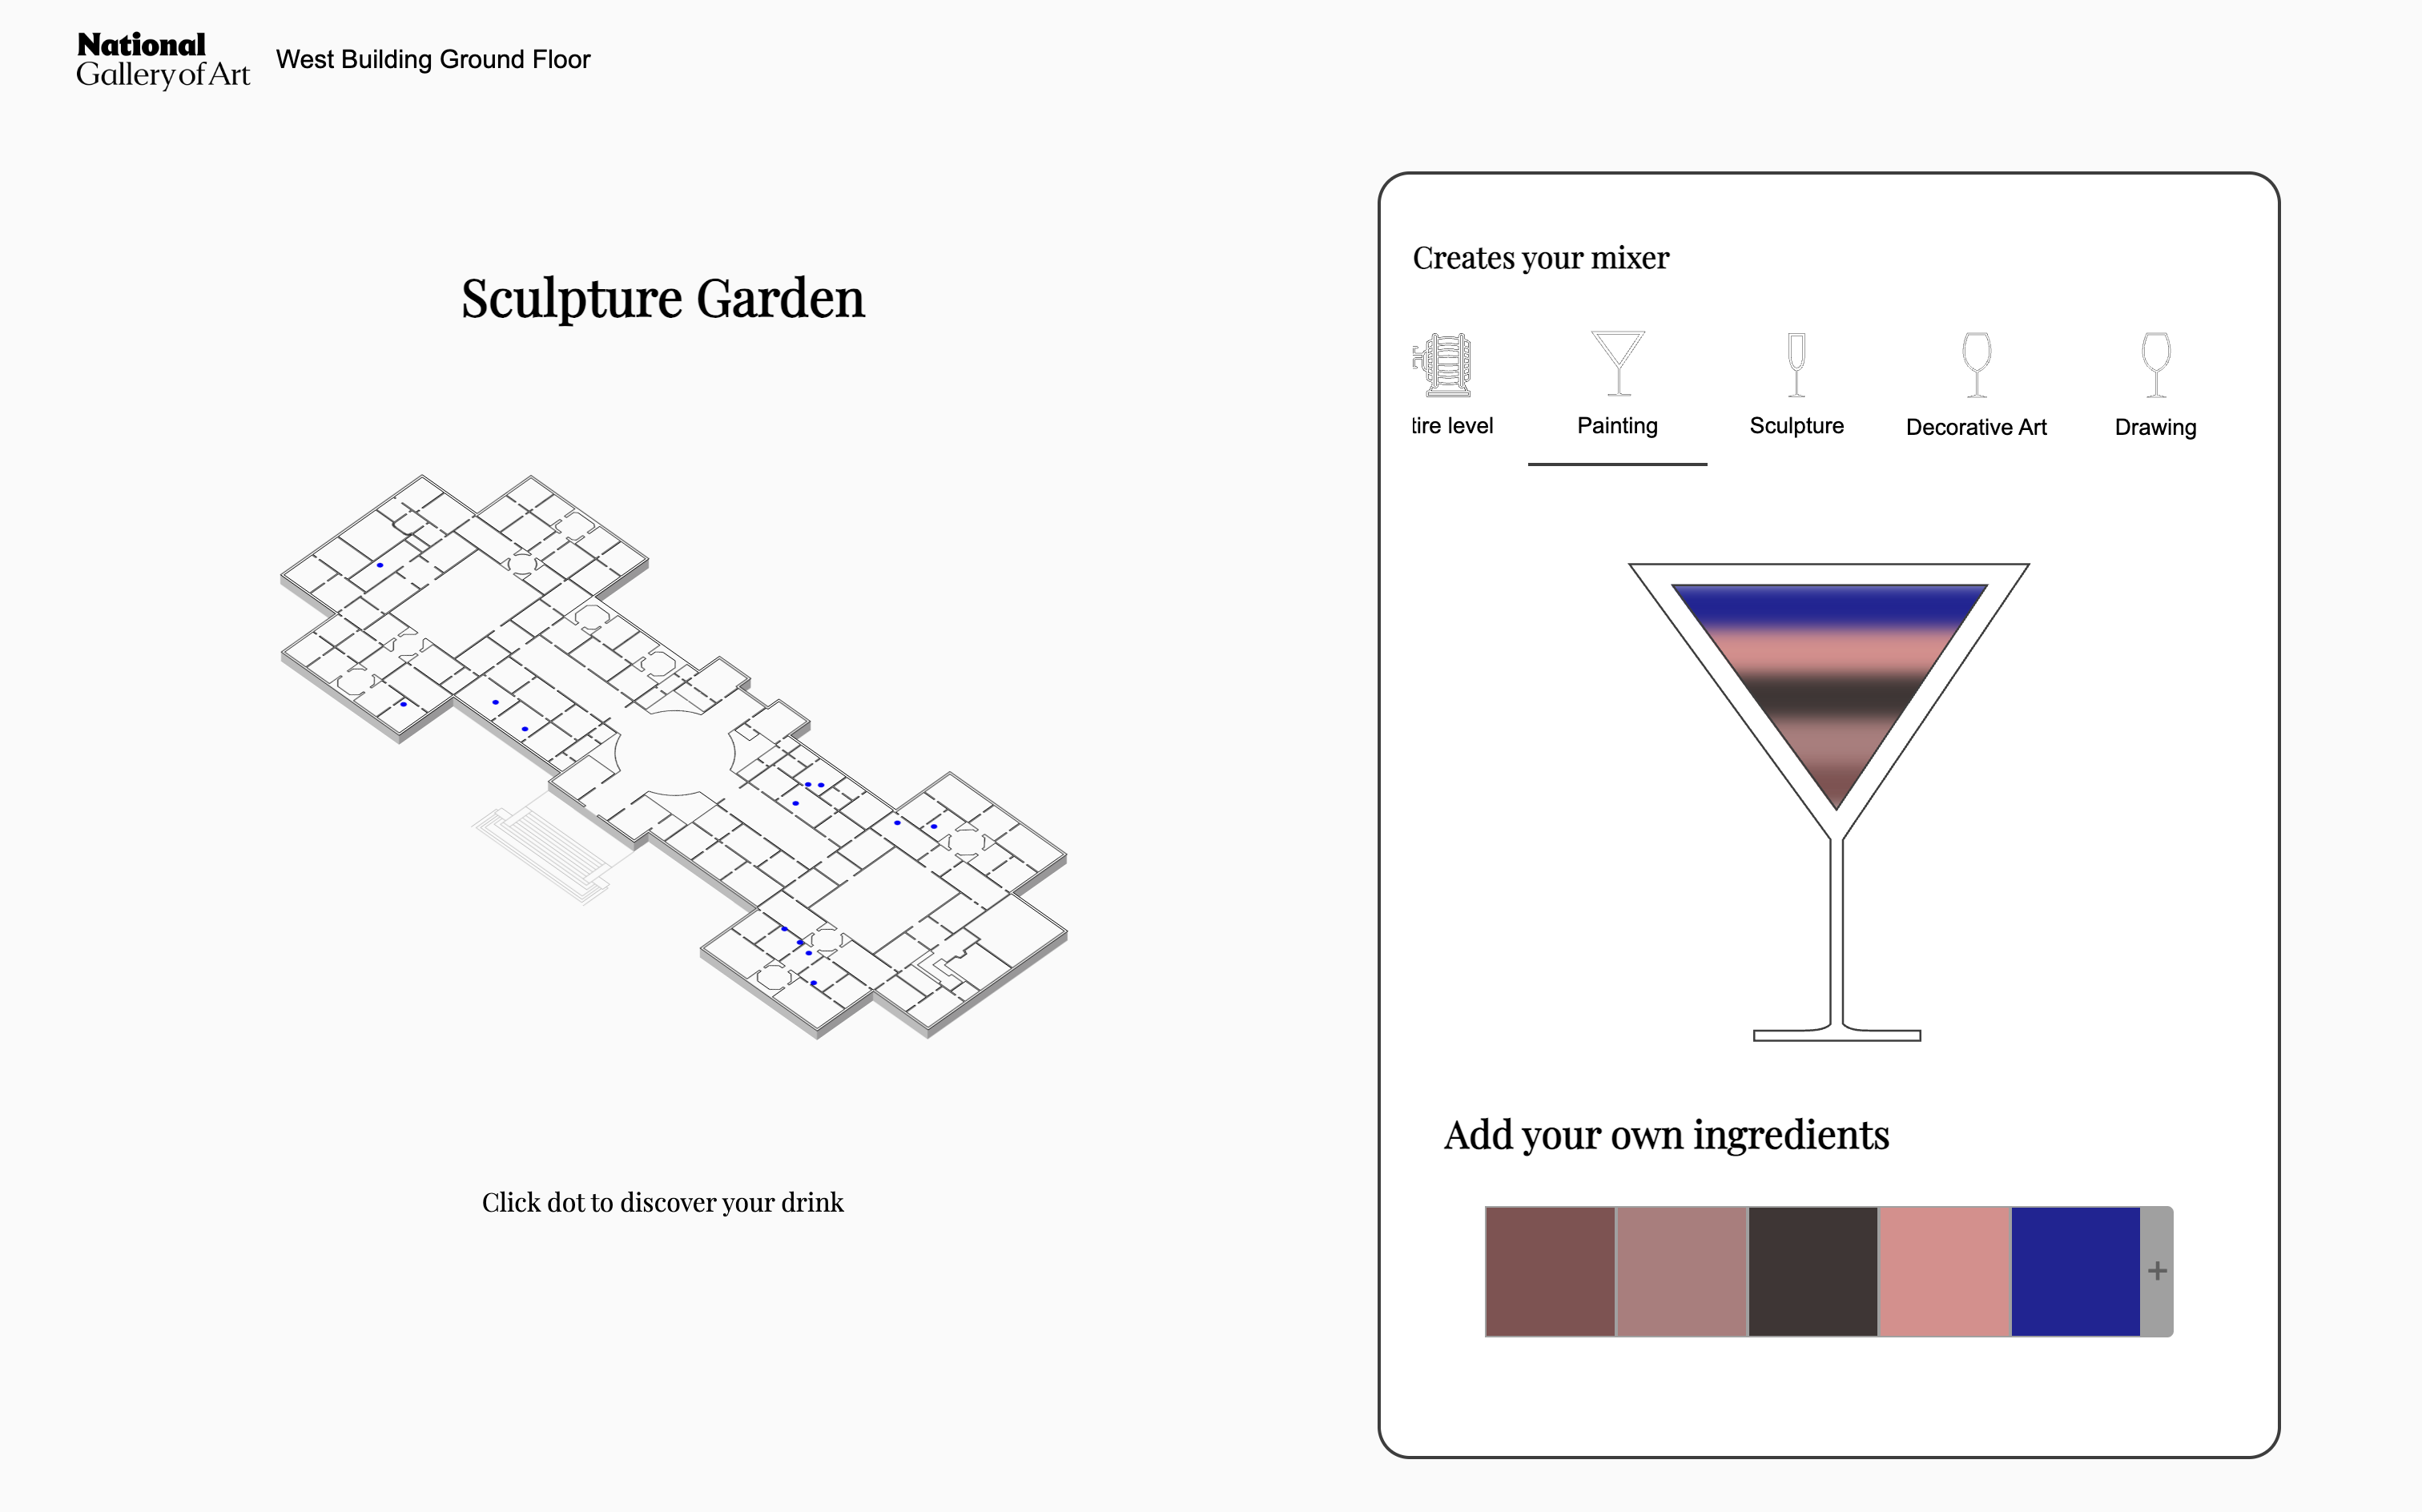 National
Gallery of Art
West Building Ground Floor
Sculpture Garden
Click dot to discover your drink
Creates your mixer
tire level
Painting
Sculpture
Decorative Art
Drawing
Add your own ingredients
+